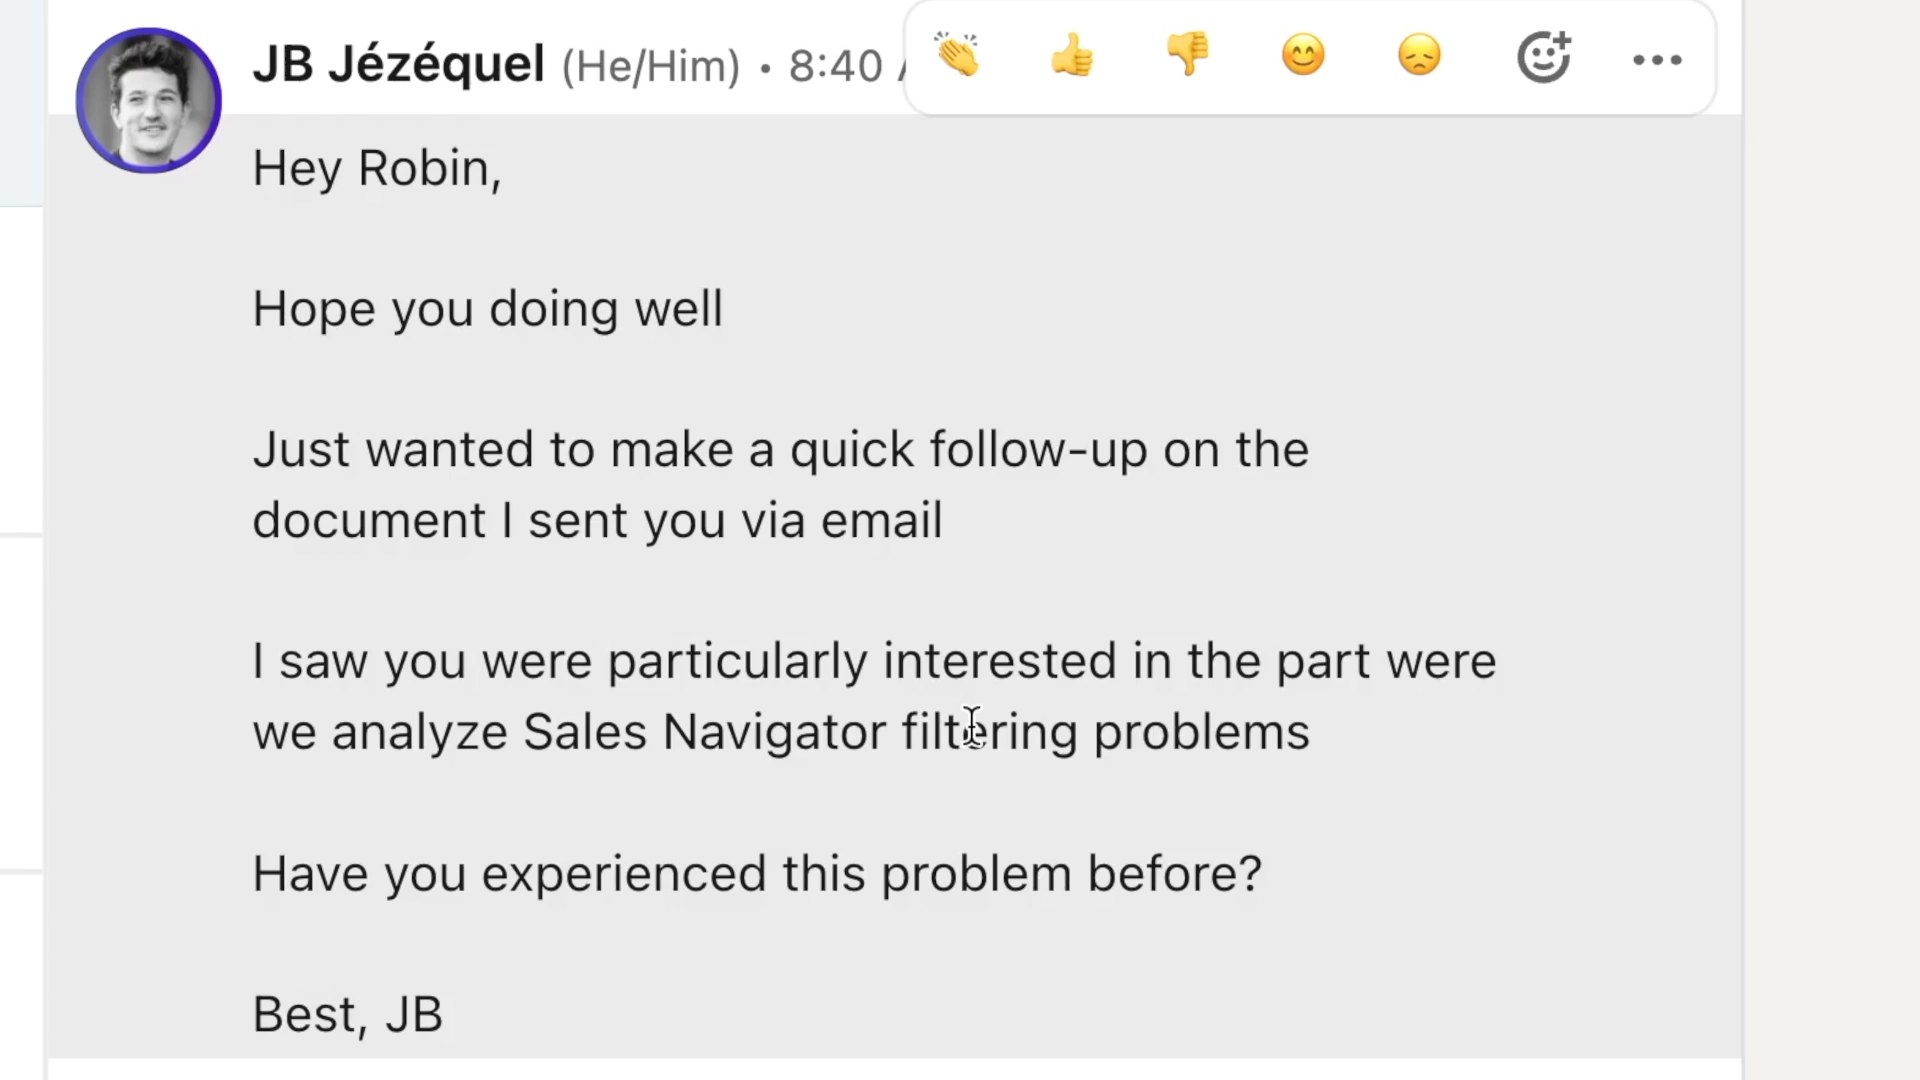 JB Jézéquel (He/Him) • 8:40
Hey Robin,
Hope you doing well
Just wanted to make a quick follow-up on the
document I sent you via email
I saw you were particularly interested in the part were
we analyze Sales Navigator filtering problems
Have you experienced this problem before?
Best, JB